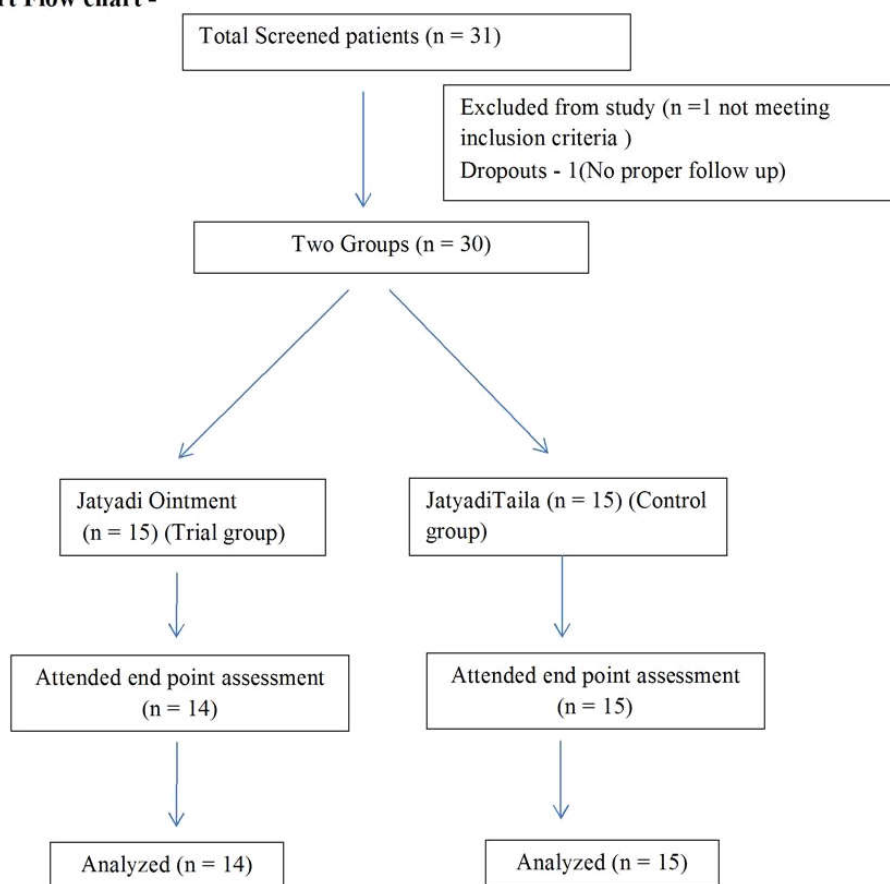 Flow chart -
Total Screened patients (n = 31)
Excluded from study (n =1 not meeting
inclusion criteria )
Dropouts - 1(No proper follow up)
Two Groups (n = 30)
Jatyadi Ointment
(n = 15) (Trial group)
JatyadiTaila (n = 15) (Control
group)
Attended end point assessment
(n = 14)
Attended end point assessment
(n = 15)
Analyzed (n = 14)
Analyzed (n = 15)